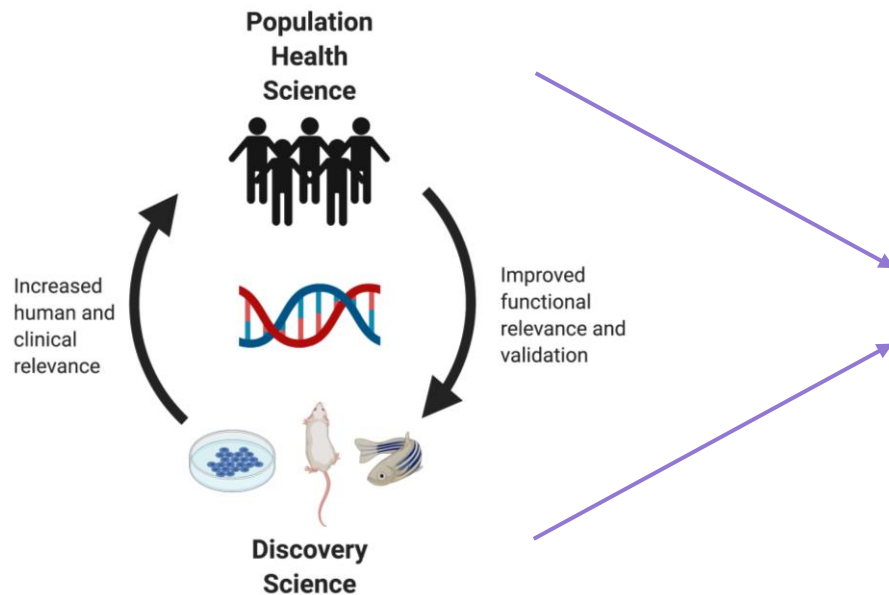 Population
Health
Science
Increased
human and
clinical
relevance
Improved
functional
relevance and
validation
Discovery
Science